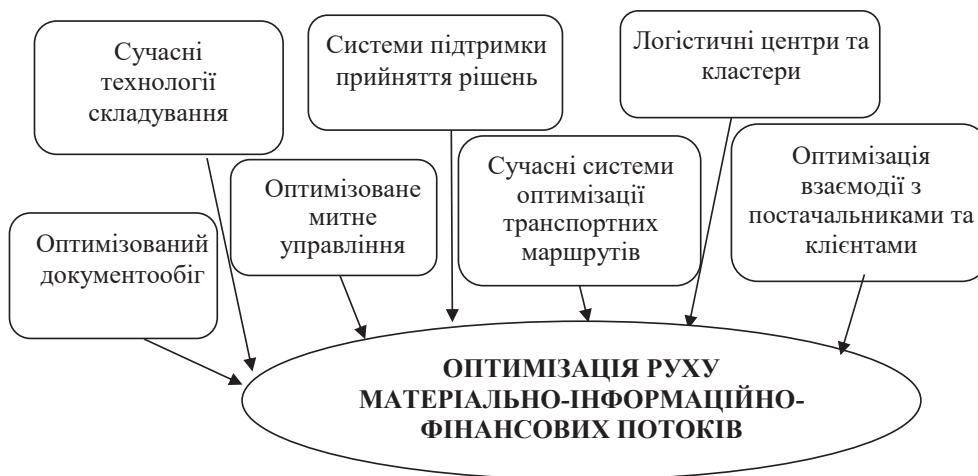 Сучасні
технології
складування
Системи підтримки
прийняття рішень
Логістичні центри та
кластери
Оптимізований
документообіг
Оптимізоване
митне
управління
Сучасні системи
оптимізації
транспортних
маршрутів
Оптимізація
взаємодії з
постачальниками та
клієнтами
ОПТИМІЗАЦІЯ РУХУ
МАТЕРІАЛЬНО-ІНФОРМАЦІЙНО-
ФІНАНСОВИХ ПОТОКІВ